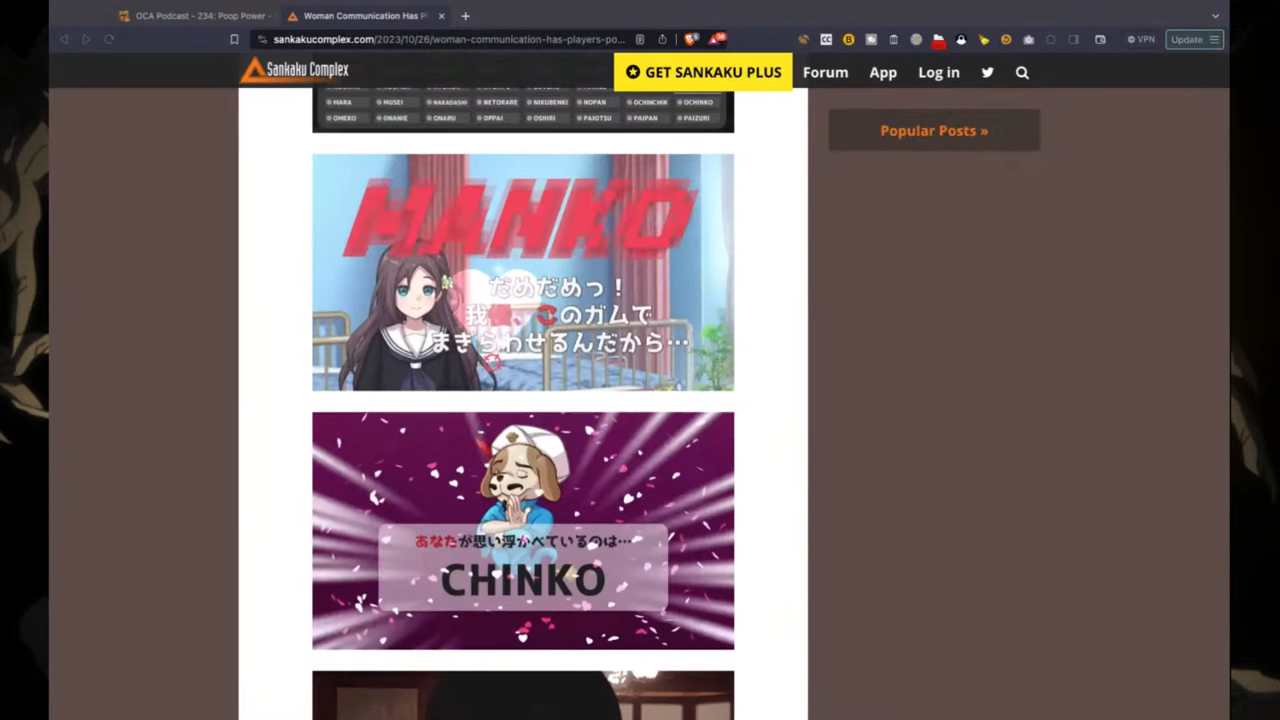 OCA Podcast - 234: Poop Power -
Woman Communication Has P
sankakucomplex.com/2023/10/26/woman-communication-has-players-po...
VPN
Update
Sankaku Complex
GET SANKAKU PLUS
Forum
App
Log in
MARA MUSEI NAKADASHI NETORARE NIKUBENKI NOPAN OCHINCHIN OCHINKO
OMEKO ONANIE ONARU OPPAI OSHIRI PAIOTSU PAIPAN PAIZURI
Popular Posts »
MANKO
だめだめっ！
我 このガムで
まぎらわせるんだから…
あなたが思い浮かべているのは…
CHINKO